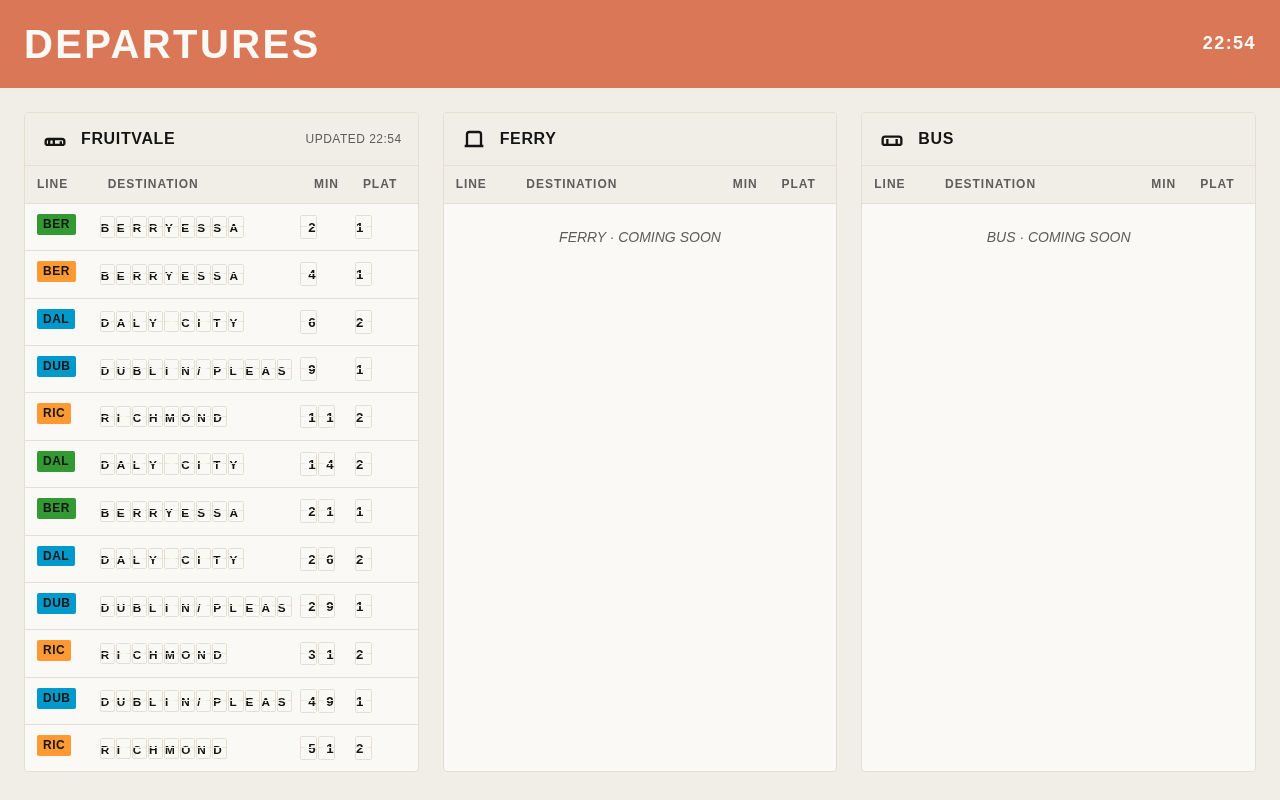 DEPARTURES 22:54
FRUITVALE UPDATED 22:54
LINE DESTINATION MIN PLAT
BER BERRYESSA 2 1
BER BERRYESSA 4 1
DAL DALY CITY 6 2
DUB DUBLIN/PLEAS 9 1
RIC RICHMOND 11 2
DAL DALY CITY 14 2
BER BERRYESSA 21 1
DAL DALY CITY 26 2
DUB DUBLIN/PLEAS 29 1
RIC RICHMOND 31 2
DUB DUBLIN/PLEAS 49 1
RIC RICHMOND 51 2
FERRY
LINE DESTINATION MIN PLAT
FERRY · COMING SOON
BUS
LINE DESTINATION MIN PLAT
BUS · COMING SOON